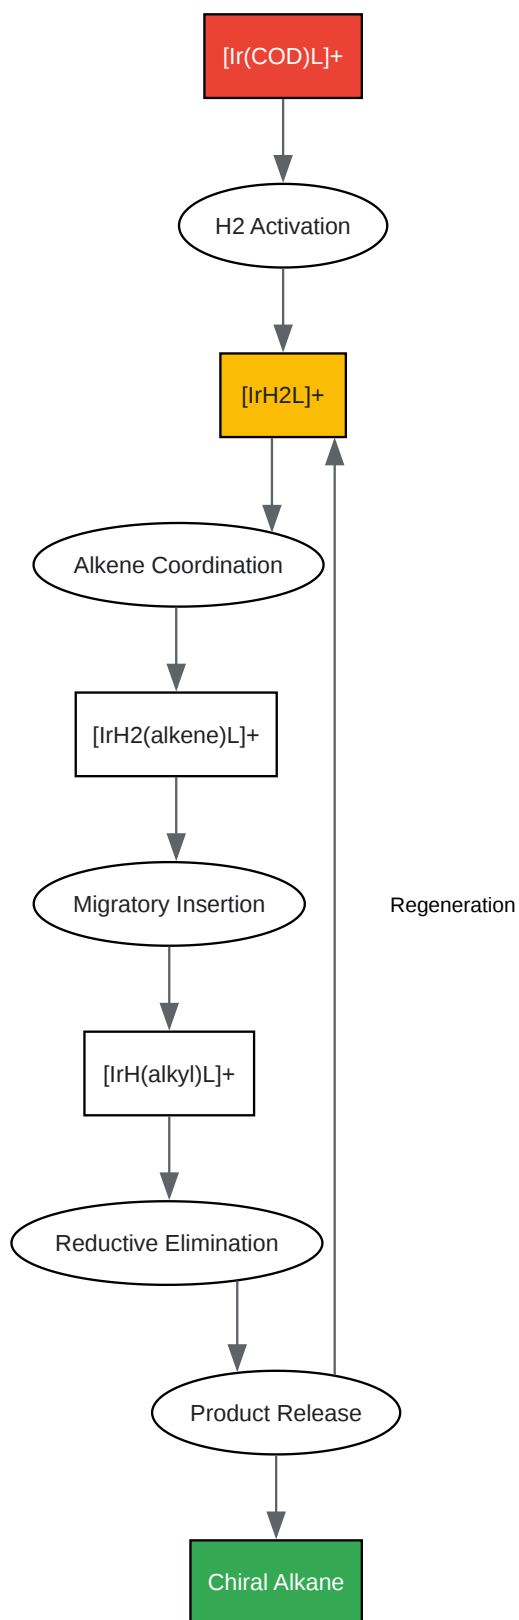 [Ir(COD)L]+
H2 Activation
[IrH2L]+
Alkene Coordination
[IrH2(alkene)L]+
Migratory Insertion
Regeneration
[IrH(alkyl)L]+
Reductive Elimination
Product Release
Chiral Alkane